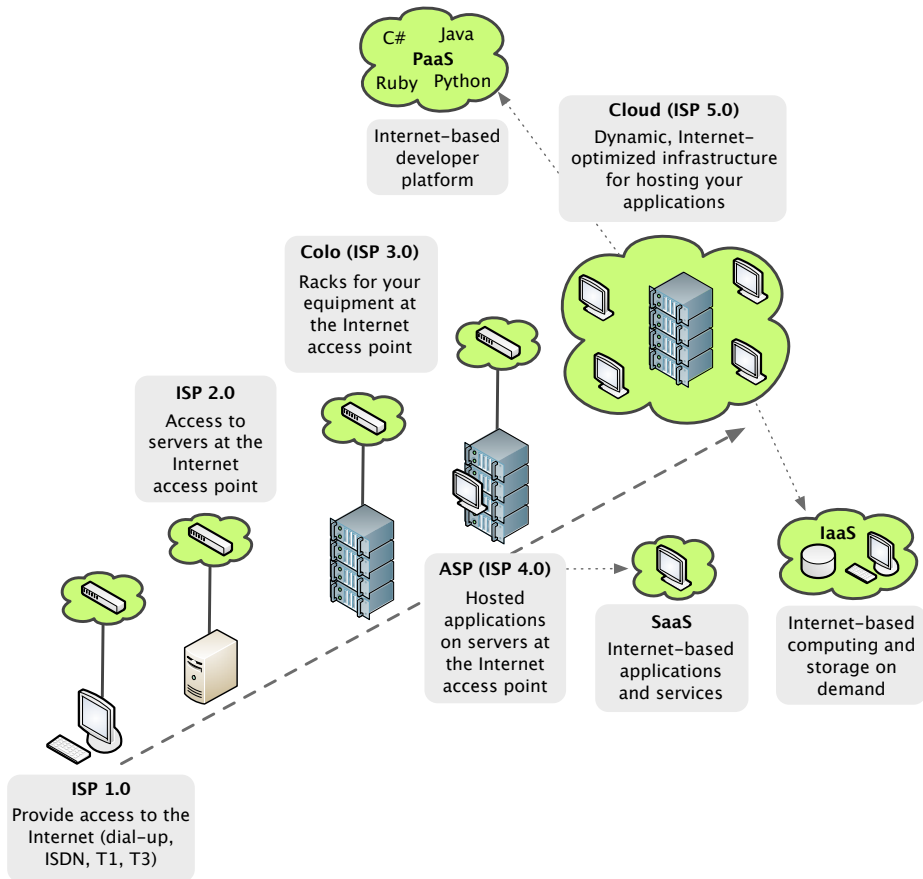 C# Java
PaaS
Ruby Python
Internet-based
developer
platform
Cloud (ISP 5.0)
Dynamic, Internet-
optimized infrastructure
for hosting your
applications
Colo (ISP 3.0)
Racks for your
equipment at
the Internet
access point
ISP 2.0
Access to
servers at the
Internet
access point
IaaS
ASP (ISP 4.0)
Hosted
applications
on servers at
the Internet
access point
SaaS
Internet-based
applications
and services
Internet-based
computing and
storage on
demand
ISP 1.0
Provide access to the
Internet (dial-up,
ISDN, T1, T3)